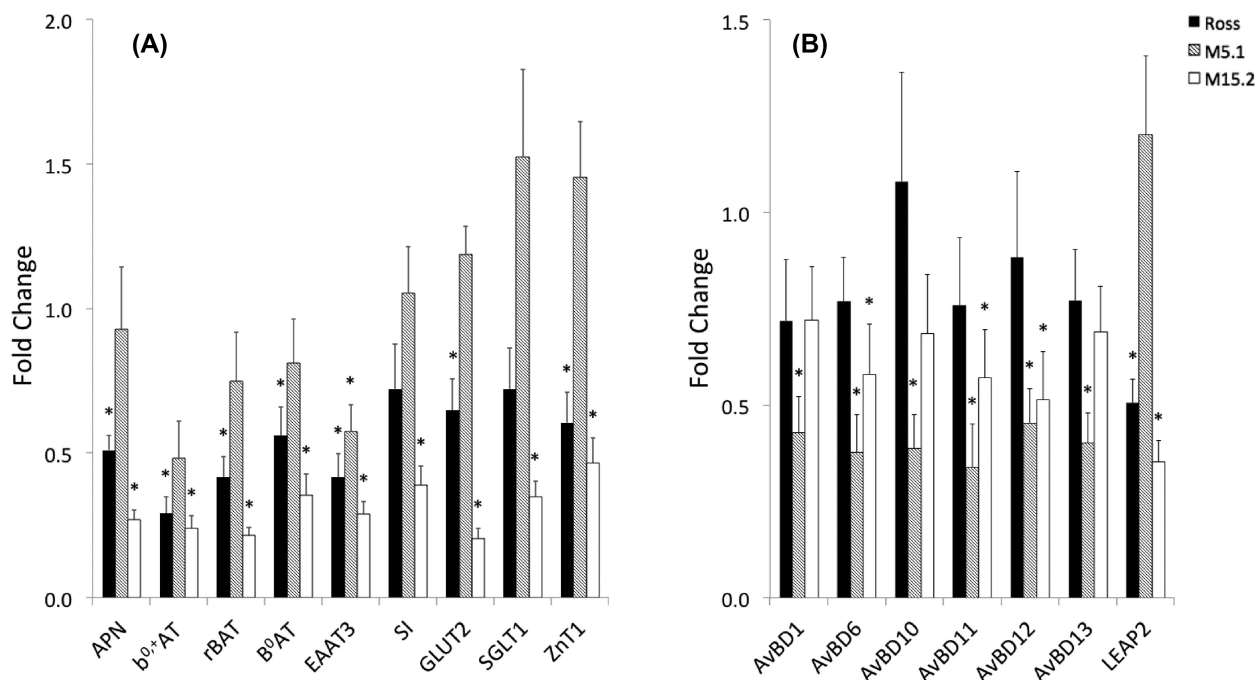 (A)
Fold Change
2.0
1.5
1.0
0.5
0.0
* * * * * * * * * * * * * * *
APN b⁰,⁺AT rBAT B⁰AT EAAT3 SI GLUT2 SGLT1 ZnT1
(B)
Fold Change
1.5
1.0
0.5
0.0
* * * * * * * * * * *
AvBD1 AvBD6 AvBD10 AvBD11 AvBD12 AvBD13 LEAP2
Ross
M5.1
M15.2